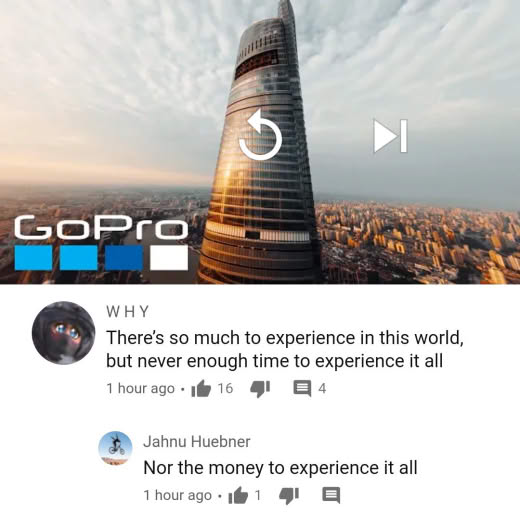 GoPro
W H Y
There's so much to experience in this world,
but never enough time to experience it all
1 hour ago • 16 4
Jahnu Huebner
Nor the money to experience it all
1 hour ago • 1